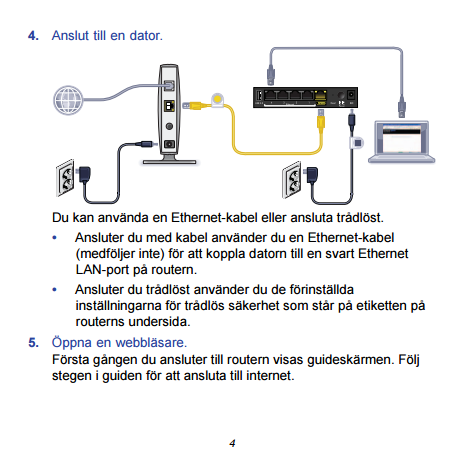 4. Anslut till en dator.
Du kan använda en Ethernet-kabel eller ansluta trådlöst.
• Ansluter du med kabel använder du en Ethernet-kabel
(medföljer inte) för att koppla datorn till en svart Ethernet
LAN-port på routern.
• Ansluter du trådlöst använder du de förinställda
inställningarna för trådlös säkerhet som står på etiketten på
routerns undersida.
5. Öppna en webbläsare.
Första gången du ansluter till routern visas guideskärmen. Följ
stegen i guiden för att ansluta till internet.
4